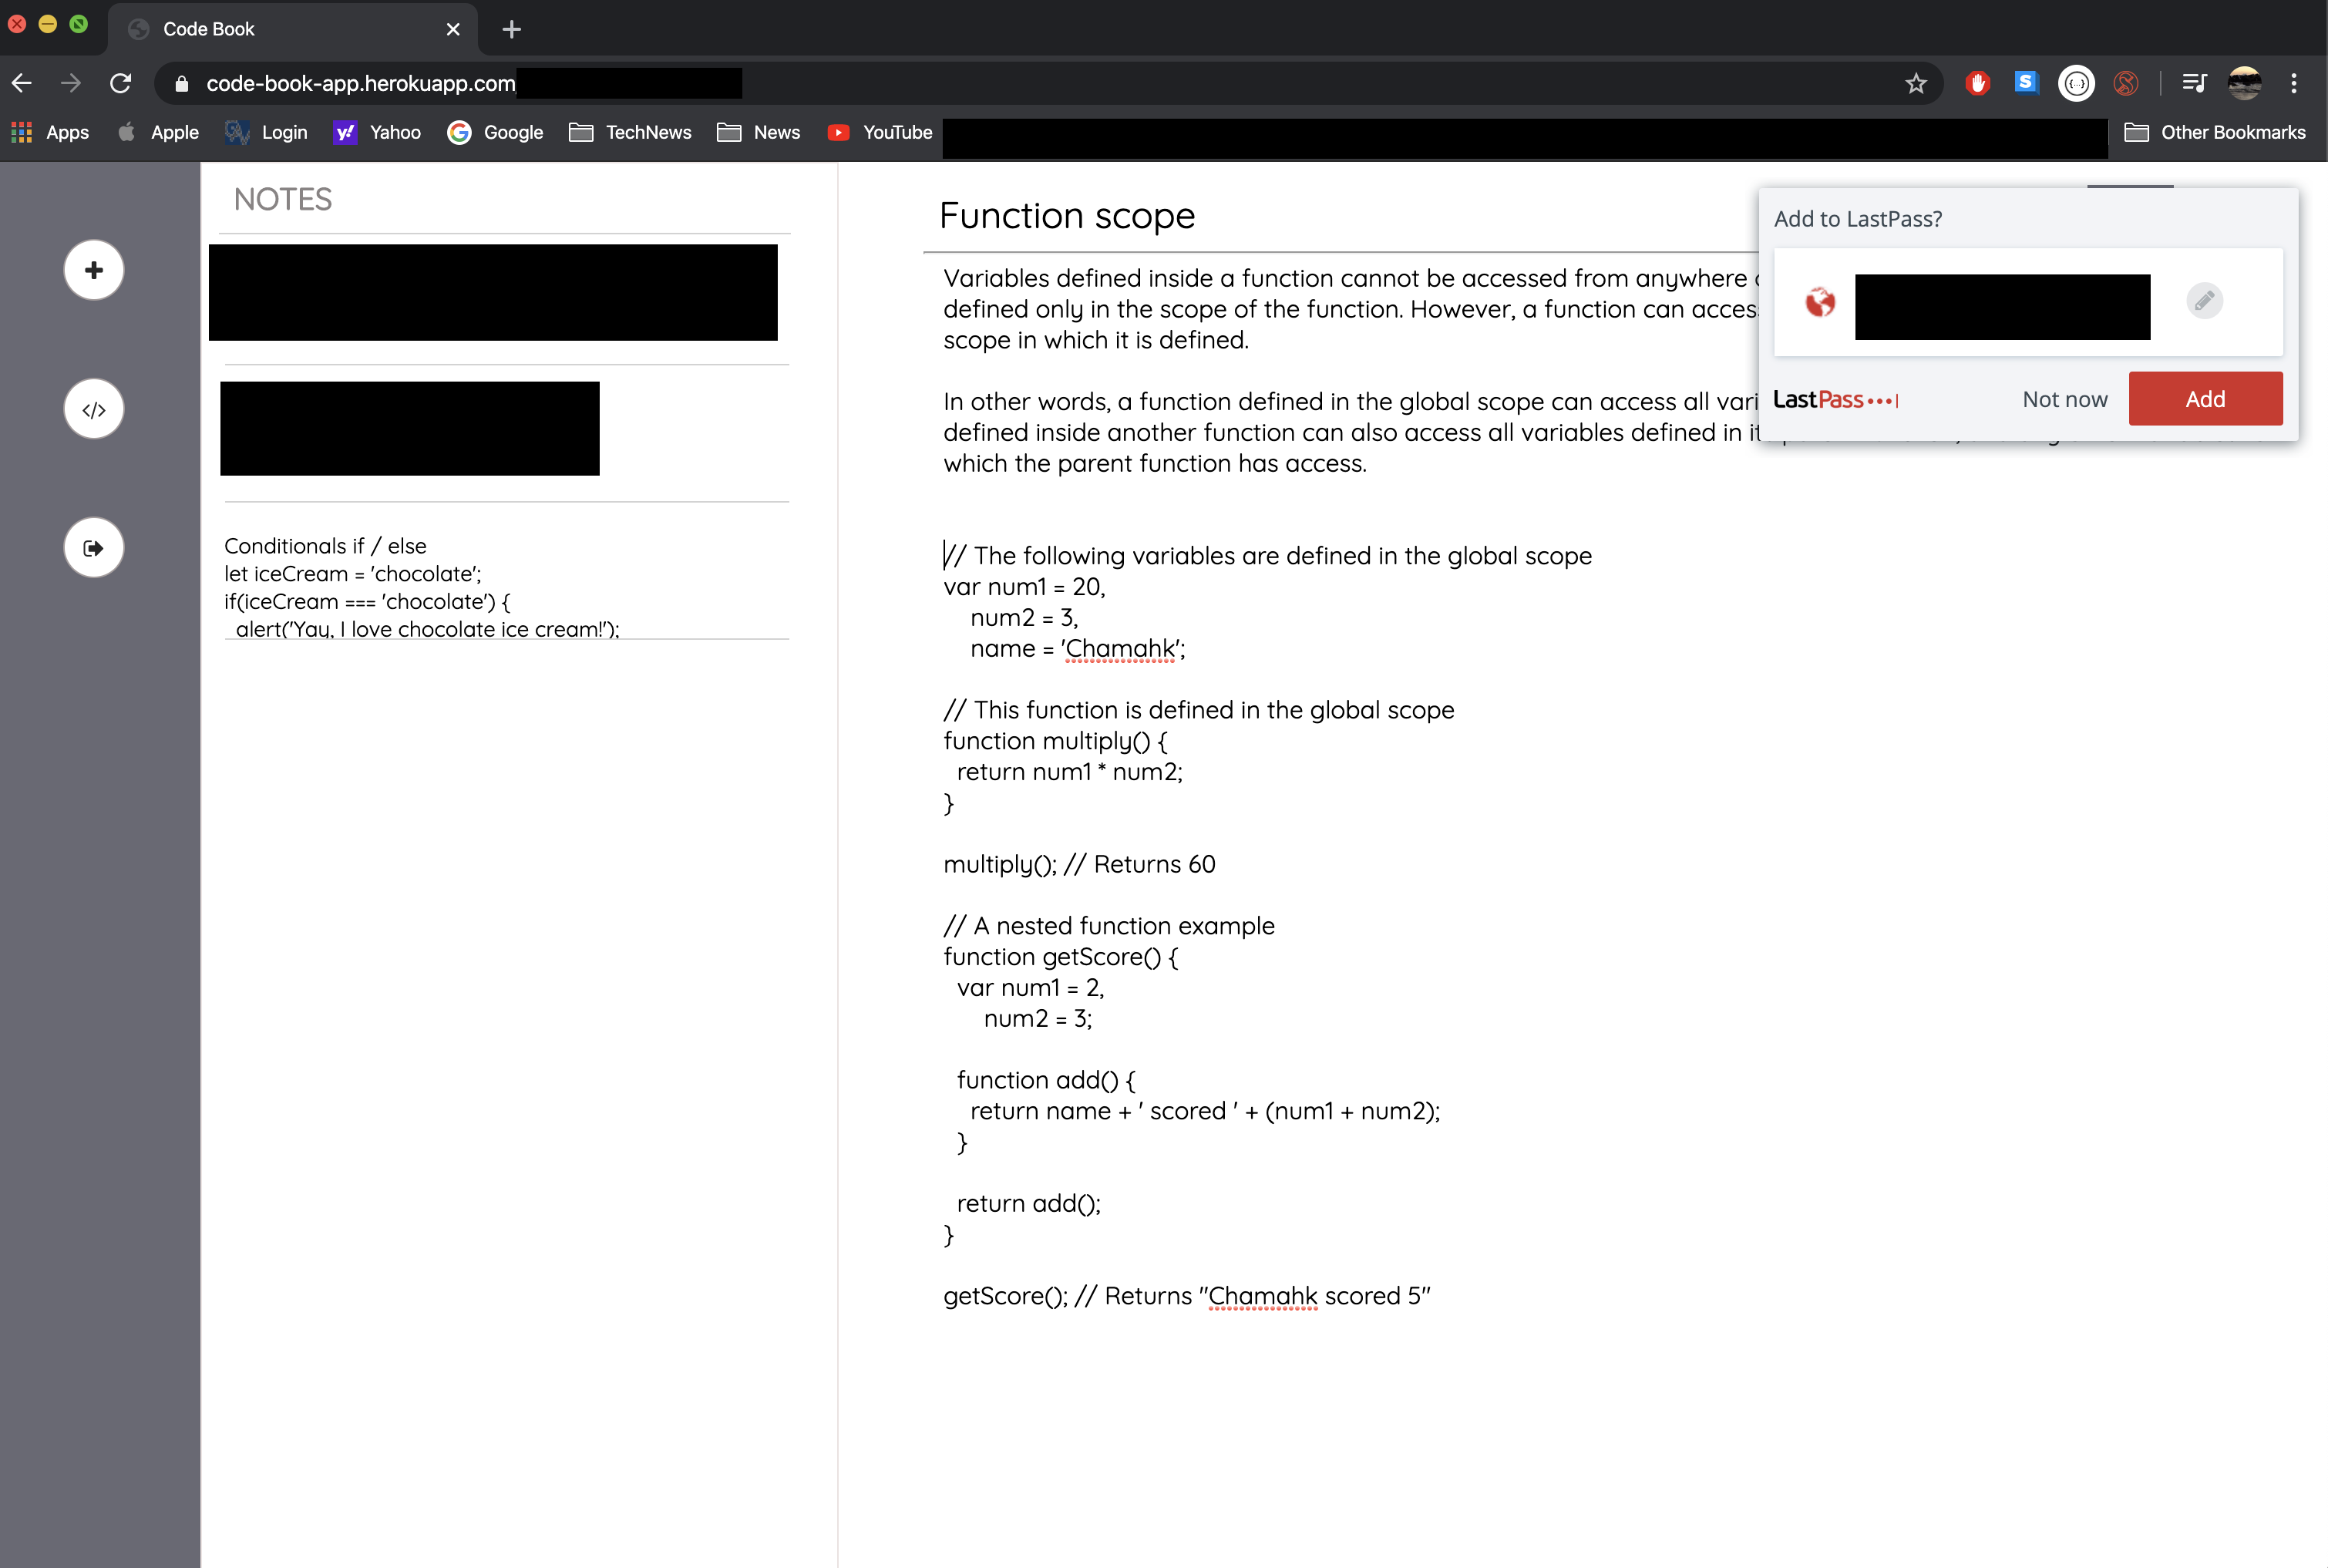 Code Book
code-book-app.herokuapp.com
Apps Apple Login Yahoo Google TechNews News YouTube Other Bookmarks
NOTES
Conditionals if / else
let iceCream = 'chocolate';
if(iceCream === 'chocolate') {
alert('Yay, I love chocolate ice cream!');
Function scope
Variables defined inside a function cannot be accessed from anywhere
defined only in the scope of the function. However, a function can acces
scope in which it is defined.
In other words, a function defined in the global scope can access all vari
defined inside another function can also access all variables defined in it
which the parent function has access.
// The following variables are defined in the global scope
var num1 = 20,
num2 = 3,
name = 'Chamahk';
// This function is defined in the global scope
function multiply() {
return num1 * num2;
}
multiply(); // Returns 60
// A nested function example
function getScore() {
var num1 = 2,
num2 = 3;
function add() {
return name + ' scored ' + (num1 + num2);
}
return add();
}
getScore(); // Returns "Chamahk scored 5"
Add to LastPass?
LastPass Not now Add